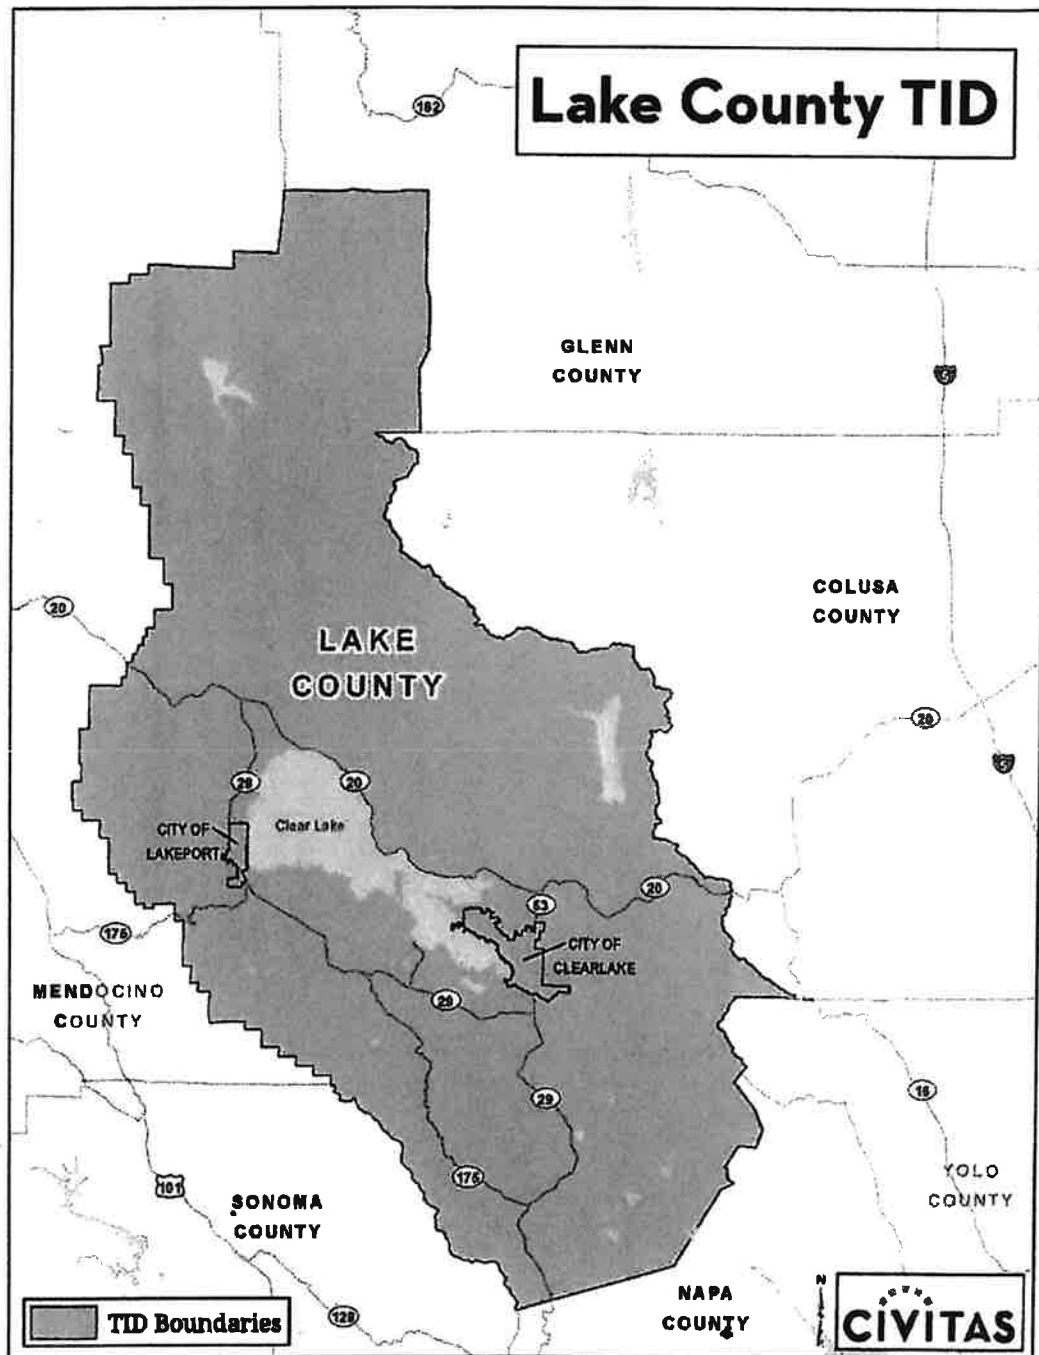 Lake County TID
162
GLENN
COUNTY
5
COLUSA
COUNTY
20
LAKE
COUNTY
20
5
29
20
Clear Lake
CITY OF
LAKEPORT
20
53
175
CITY OF
CLEARLAKE
MENDOCINO
COUNTY
29
29
16
175
101
YOLO
COUNTY
SONOMA
COUNTY
NAPA
COUNTY
N
128
TID Boundaries
CIVITAS